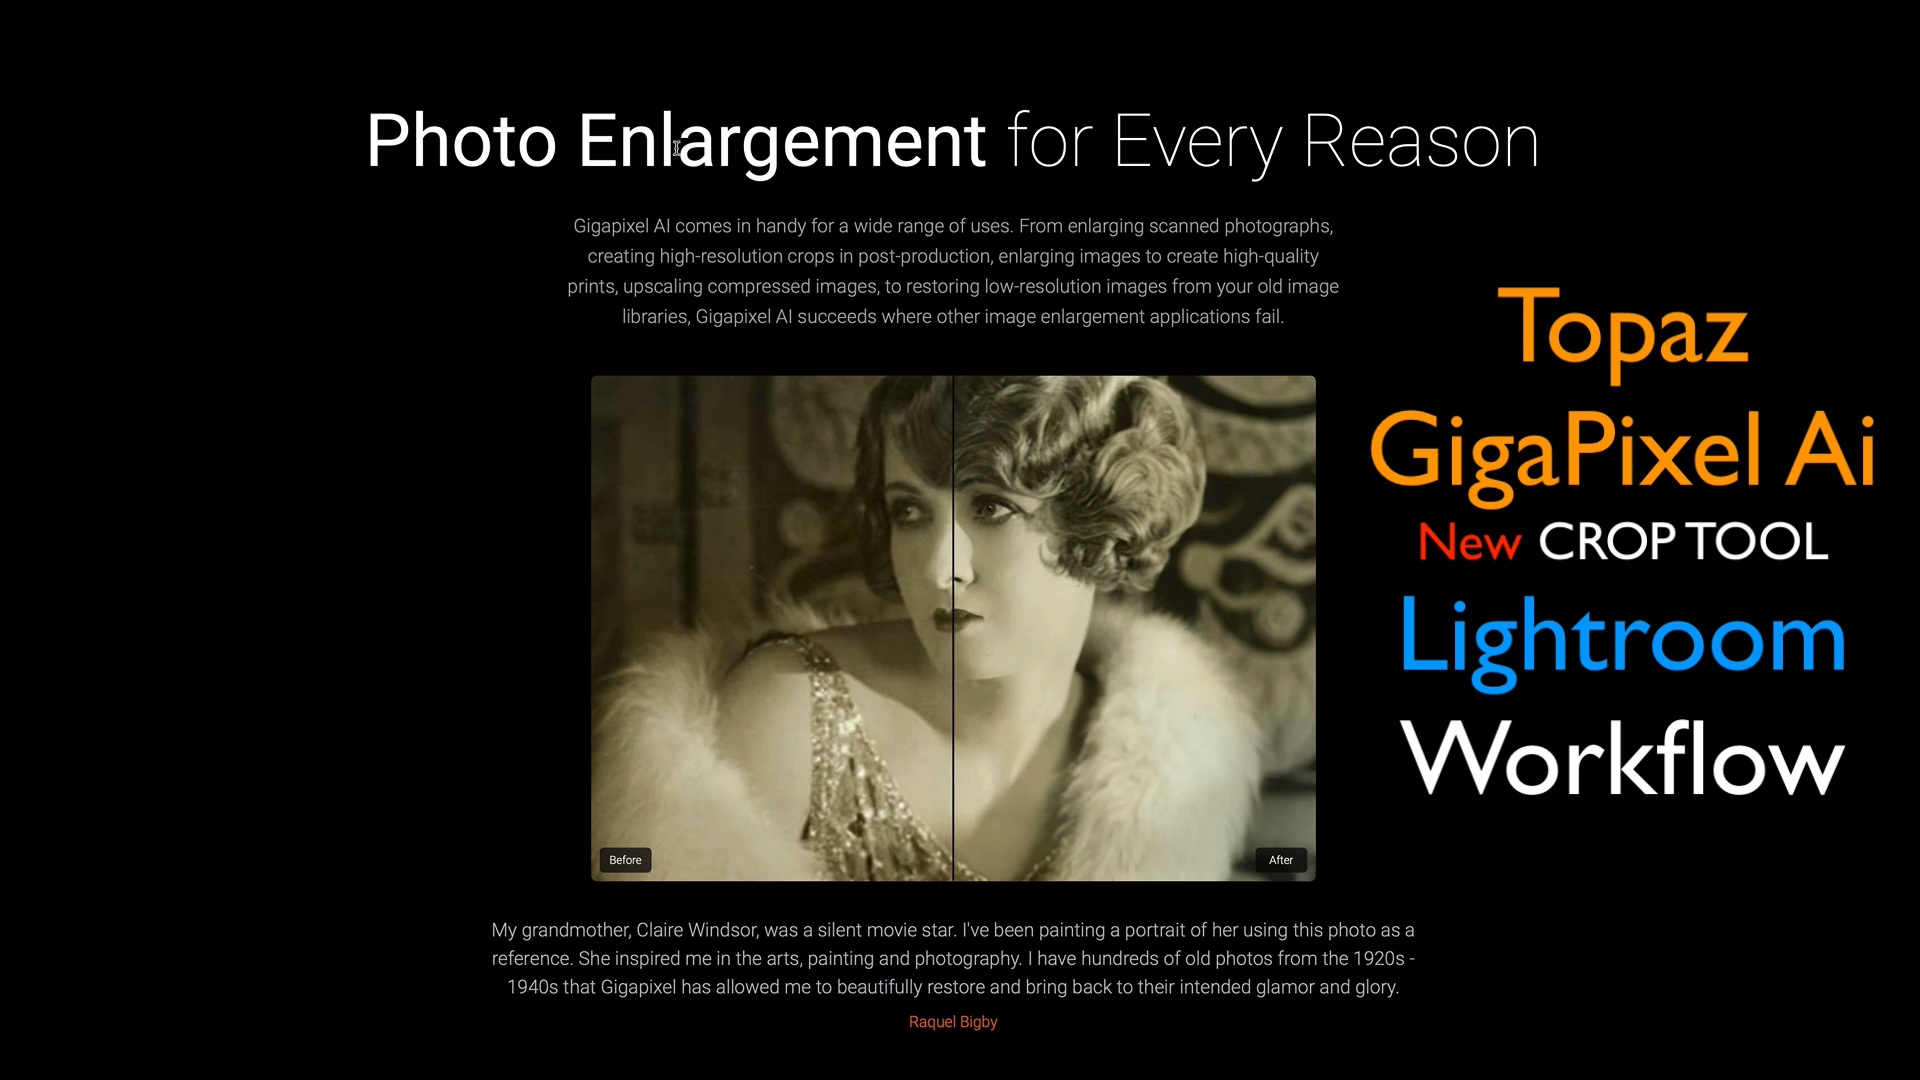 Photo Enlargement for Every Reason
Gigapixel AI comes in handy for a wide range of uses. From enlarging scanned photographs,
creating high-resolution crops in post-production, enlarging images to create high-quality
prints, upscaling compressed images, to restoring low-resolution images from your old image
libraries, Gigapixel AI succeeds where other image enlargement applications fail.
Topaz
GigaPixel Ai
New CROP TOOL
Lightroom
Workflow
Before
After
My grandmother, Claire Windsor, was a silent movie star. I've been painting a portrait of her using this photo as a
reference. She inspired me in the arts, painting and photography. I have hundreds of old photos from the 1920s -
1940s that Gigapixel has allowed me to beautifully restore and bring back to their intended glamor and glory.
Raquel Bigby